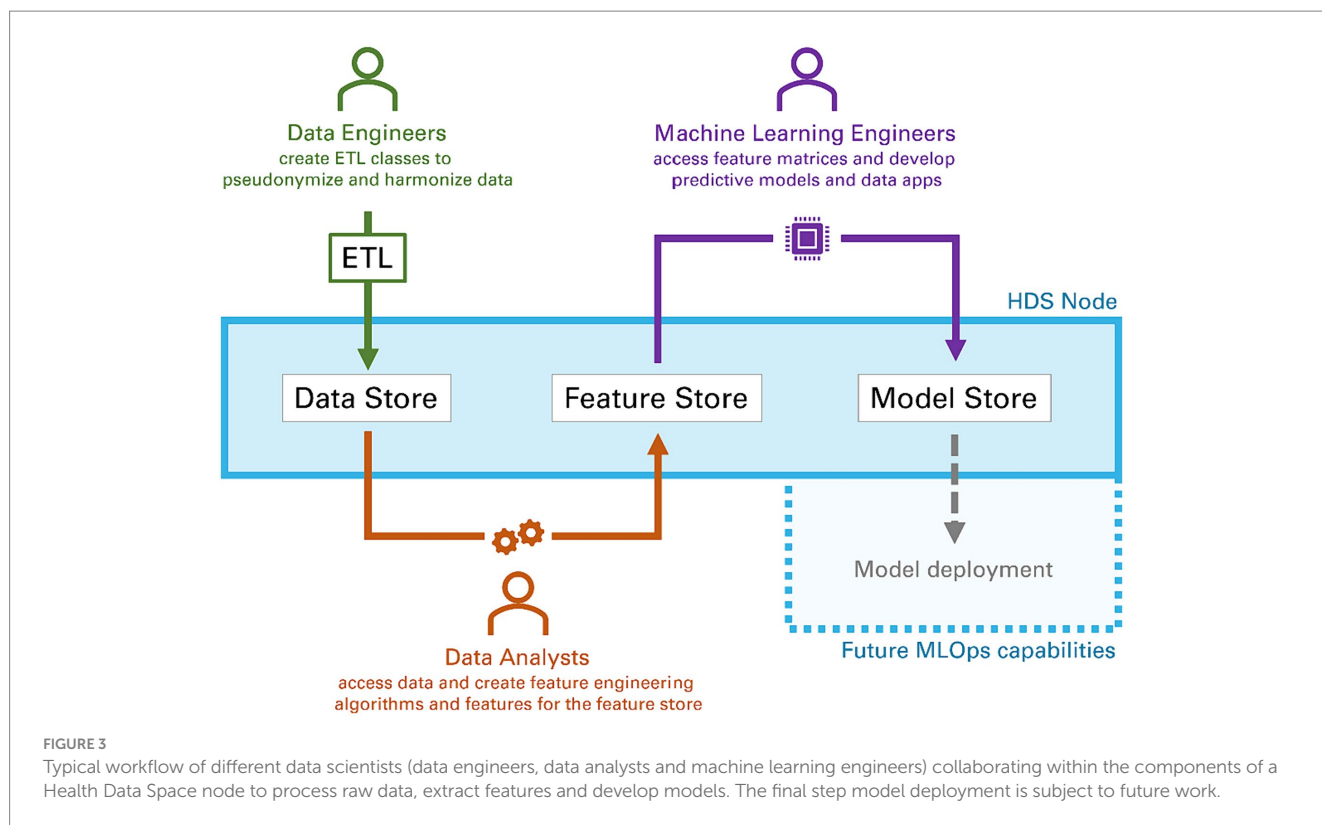 Data Engineers
create ETL classes to
pseudonymize and harmonize data
Machine Learning Engineers
access feature matrices and develop
predictive models and data apps
ETL
HDS Node
Data Store
Feature Store
Model Store
Model deployment
Future MLOps capabilities
Data Analysts
access data and create feature engineering
algorithms and features for the feature store
FIGURE 3
Typical workflow of different data scientists (data engineers, data analysts and machine learning engineers) collaborating within the components of a
Health Data Space node to process raw data, extract features and develop models. The final step model deployment is subject to future work.